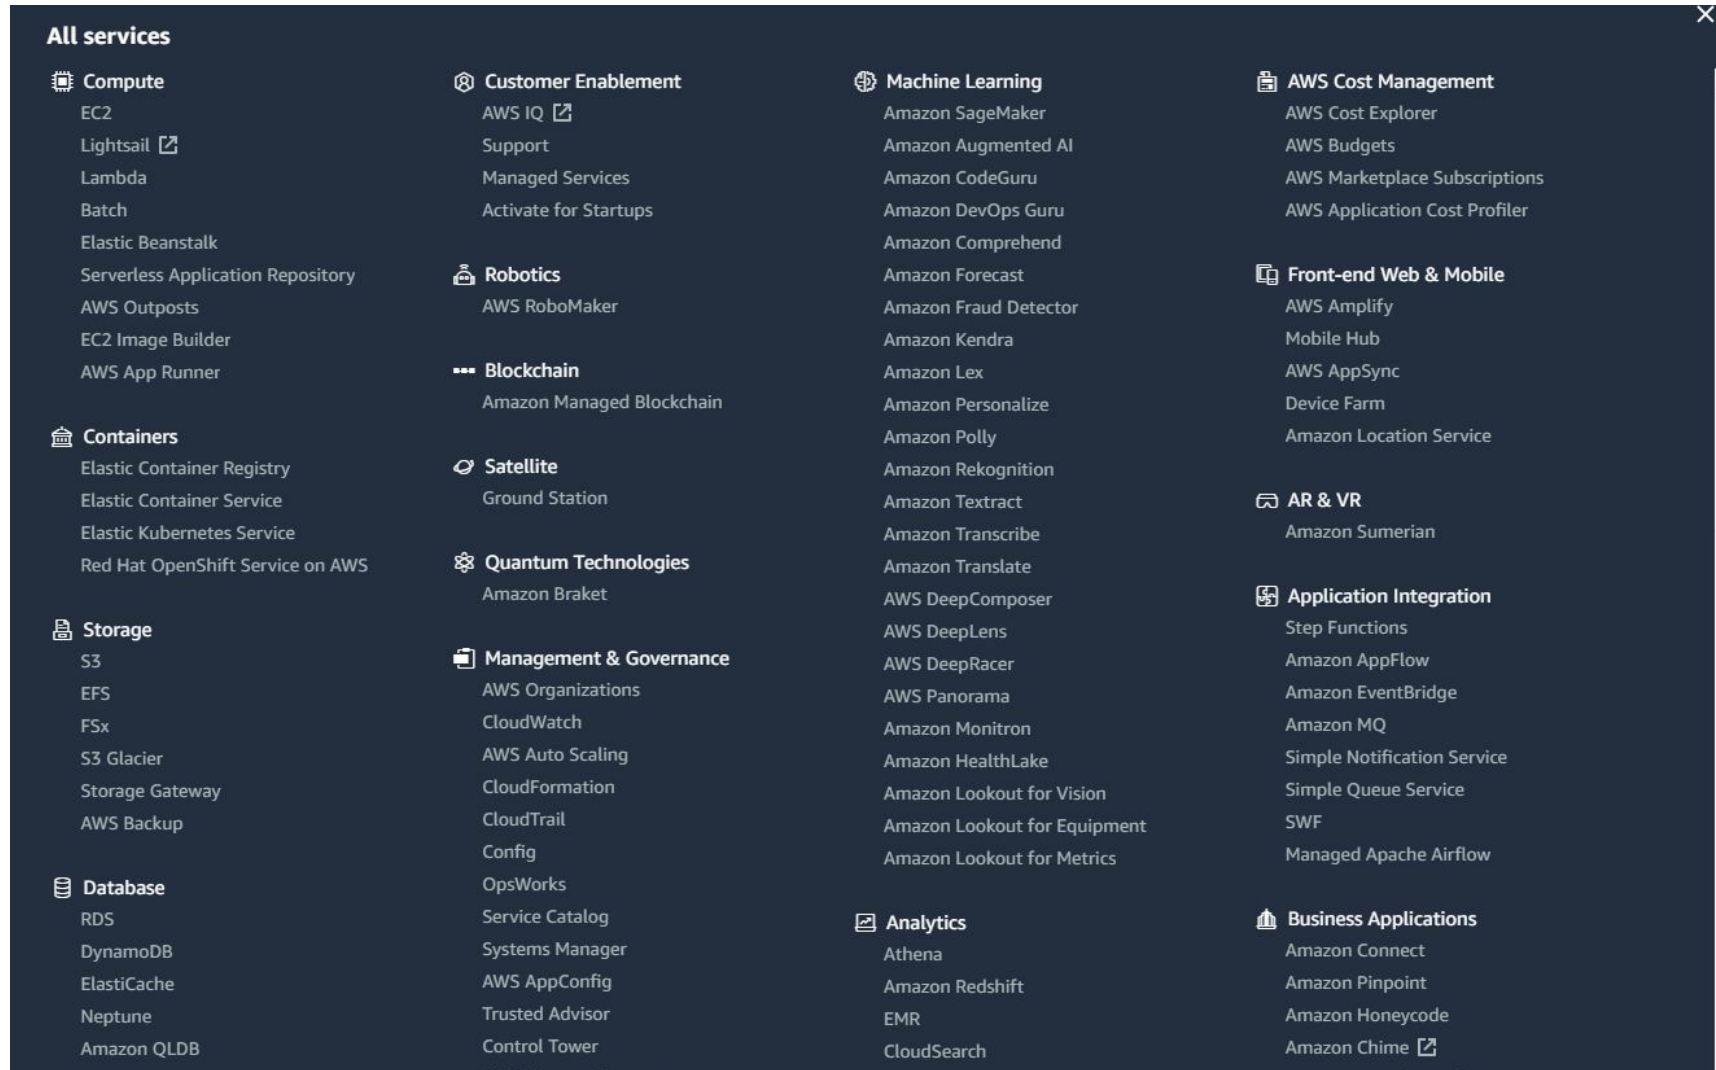 All services
Compute
EC2
Lightsail
Lambda
Batch
Elastic Beanstalk
Serverless Application Repository
AWS Outposts
EC2 Image Builder
AWS App Runner
Containers
Elastic Container Registry
Elastic Container Service
Elastic Kubernetes Service
Red Hat OpenShift Service on AWS
Storage
S3
EFS
FSx
S3 Glacier
Storage Gateway
AWS Backup
Database
RDS
DynamoDB
ElastiCache
Neptune
Amazon QLDB
Customer Enablement
AWS IQ
Support
Managed Services
Activate for Startups
Robotics
AWS RoboMaker
Blockchain
Amazon Managed Blockchain
Satellite
Ground Station
Quantum Technologies
Amazon Braket
Management & Governance
AWS Organizations
CloudWatch
AWS Auto Scaling
CloudFormation
CloudTrail
Config
OpsWorks
Service Catalog
Systems Manager
AWS AppConfig
Trusted Advisor
Control Tower
Machine Learning
Amazon SageMaker
Amazon Augmented AI
Amazon CodeGuru
Amazon DevOps Guru
Amazon Comprehend
Amazon Forecast
Amazon Fraud Detector
Amazon Kendra
Amazon Lex
Amazon Personalize
Amazon Polly
Amazon Rekognition
Amazon Textract
Amazon Transcribe
Amazon Translate
AWS DeepComposer
AWS DeepLens
AWS DeepRacer
AWS Panorama
Amazon Monitron
Amazon HealthLake
Amazon Lookout for Vision
Amazon Lookout for Equipment
Amazon Lookout for Metrics
Analytics
Athena
Amazon Redshift
EMR
CloudSearch
AWS Cost Management
AWS Cost Explorer
AWS Budgets
AWS Marketplace Subscriptions
AWS Application Cost Profiler
Front-end Web & Mobile
AWS Amplify
Mobile Hub
AWS AppSync
Device Farm
Amazon Location Service
AR & VR
Amazon Sumerian
Application Integration
Step Functions
Amazon AppFlow
Amazon EventBridge
Amazon MQ
Simple Notification Service
Simple Queue Service
SWF
Managed Apache Airflow
Business Applications
Amazon Connect
Amazon Pinpoint
Amazon Honeycode
Amazon Chime